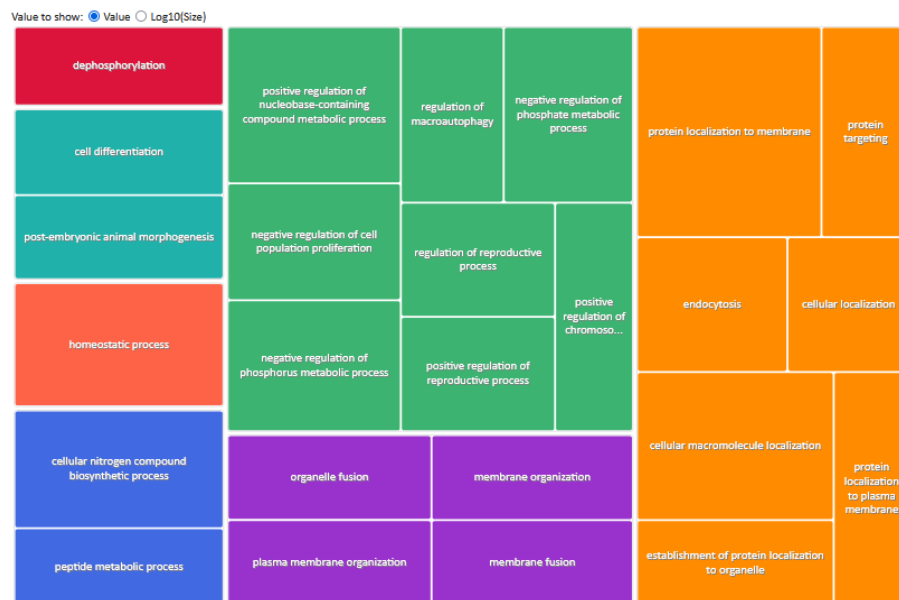 Value to show: Value Log10(Size)
dephosphorylation
cell differentiation
post-embryonic animal morphogenesis
homeostatic process
cellular nitrogen compound
biosynthetic process
peptide metabolic process
positive regulation of
nucleobase-containing
compound metabolic process
regulation of
macroautophagy
negative regulation of
phosphate metabolic
process
negative regulation of cell
population proliferation
regulation of reproductive
process
positive
regulation of
chromoso...
negative regulation of
phosphorus metabolic process
positive regulation of
reproductive process
organelle fusion
membrane organization
plasma membrane organization
membrane fusion
protein localization to membrane
protein
targeting
endocytosis
cellular localization
cellular macromolecule localization
protein
localization
to plasma
membrane
establishment of protein localization
to organelle